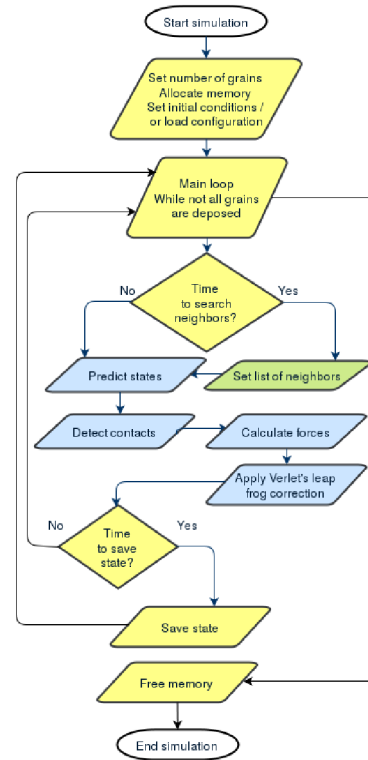 Start simulation
Set number of grains
Allocate memory
Set initial conditions /
or load configuration
Main loop
While not all grains
are deposed
No
Time
to search
neighbors?
Yes
Predict states
Set list of neighbors
Detect contacts
Calculate forces
Apply Verlet's leap
frog correction
No
Time
to save
state?
Yes
Save state
Free memory
End simulation